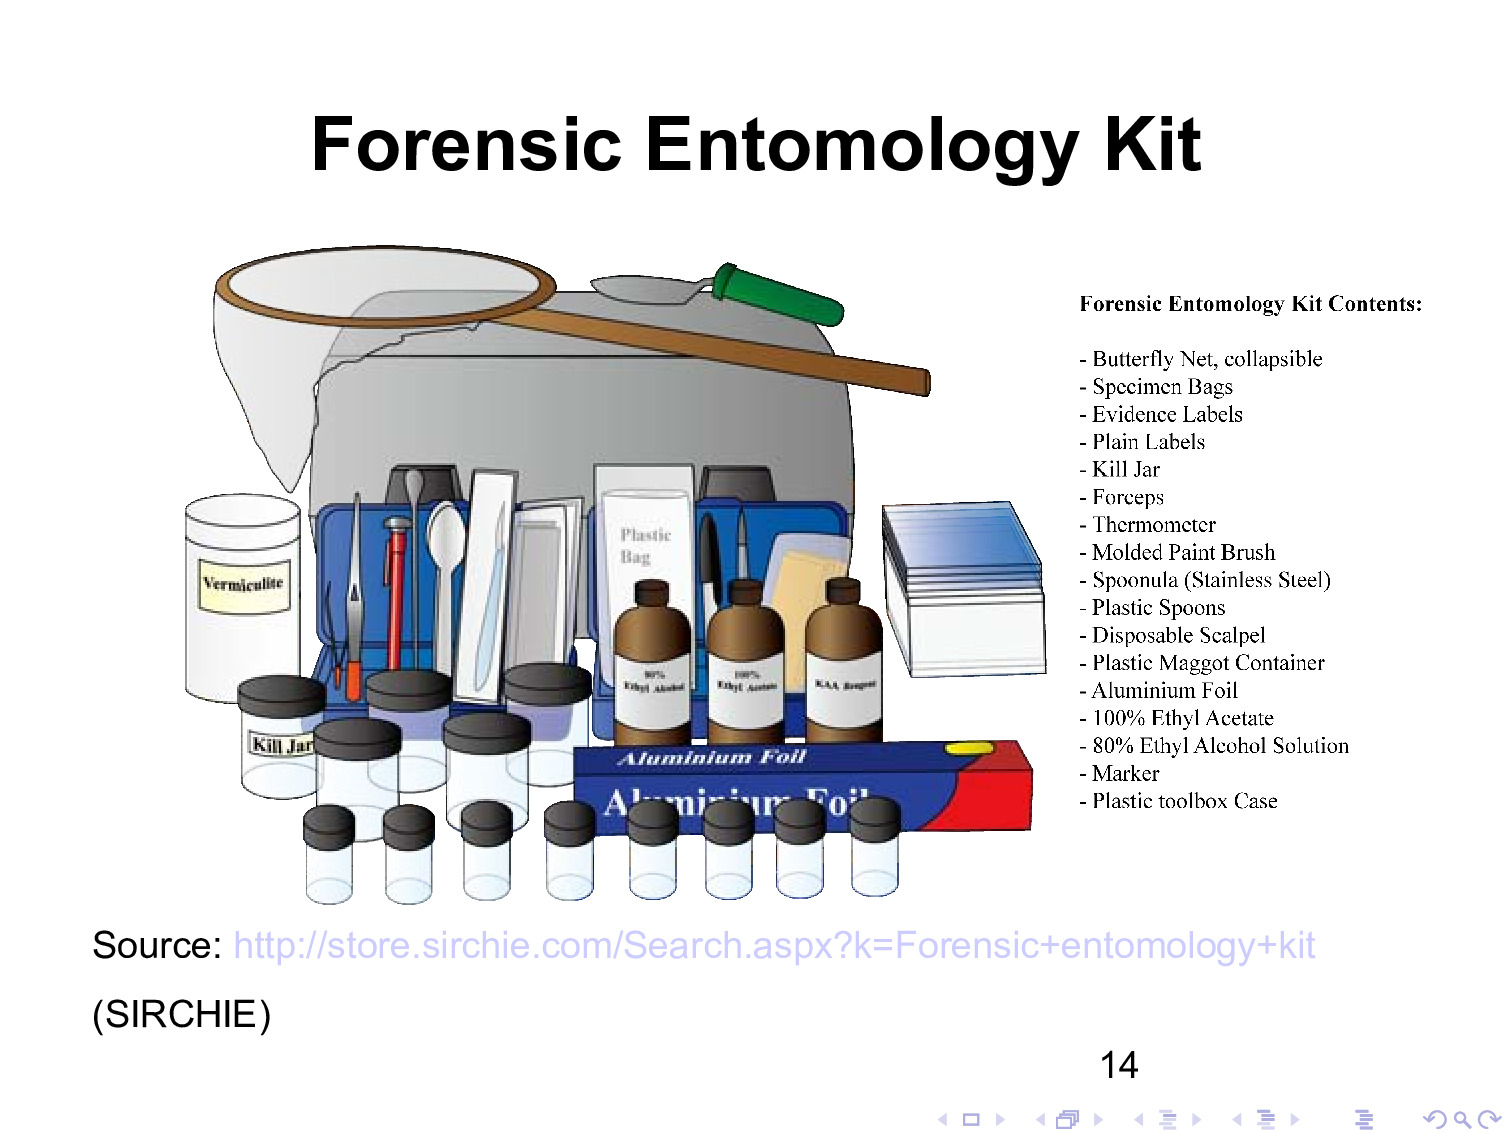 Forensic Entomology Kit
Forensic Entomology Kit Contents:
- Butterfly Net, collapsible
- Specimen Bags
- Evidence Labels
- Plain Labels
- Kill Jar
- Forceps
- Thermometer
- Molded Paint Brush
- Spoonula (Stainless Steel)
- Plastic Spoons
- Disposable Scalpel
- Plastic Maggot Container
- Aluminium Foil
- 100% Ethyl Acetate
- 80% Ethyl Alcohol Solution
- Marker
- Plastic toolbox Case
Plastic
Bag
Vermiculite
80%
Ethyl Alcohol
100%
Ethyl Acetate
KAA Reagent
Kill Jar
Aluminium Foil
Aluminium Foil
Source: http://store.sirchie.com/Search.aspx?k=Forensic+entomology+kit
(SIRCHIE)
14